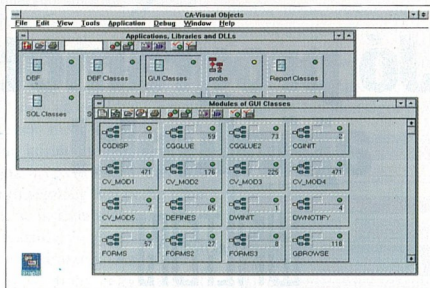 CA-Visual Objects
File Edit View Tools Application Debug Window Help
Applications, Libraries and DLLs
DBF
DBF Classes
GUI Classes
probe
Report Classes
SQL Classes
Modules of GUI Classes
CGDISP 8
CGGLUE 59
CGGLUE2 73
CGINIT 2
CV_MOD1 471
CV_MOD2 176
CV_MOD3 225
CV_MOD4 471
CV_MOD5 7
DEFINES 65
DWINIT 1
DWNOTIFY 4
FORMS 57
FORMS2 27
FORMS3 8
GBROWSE 118